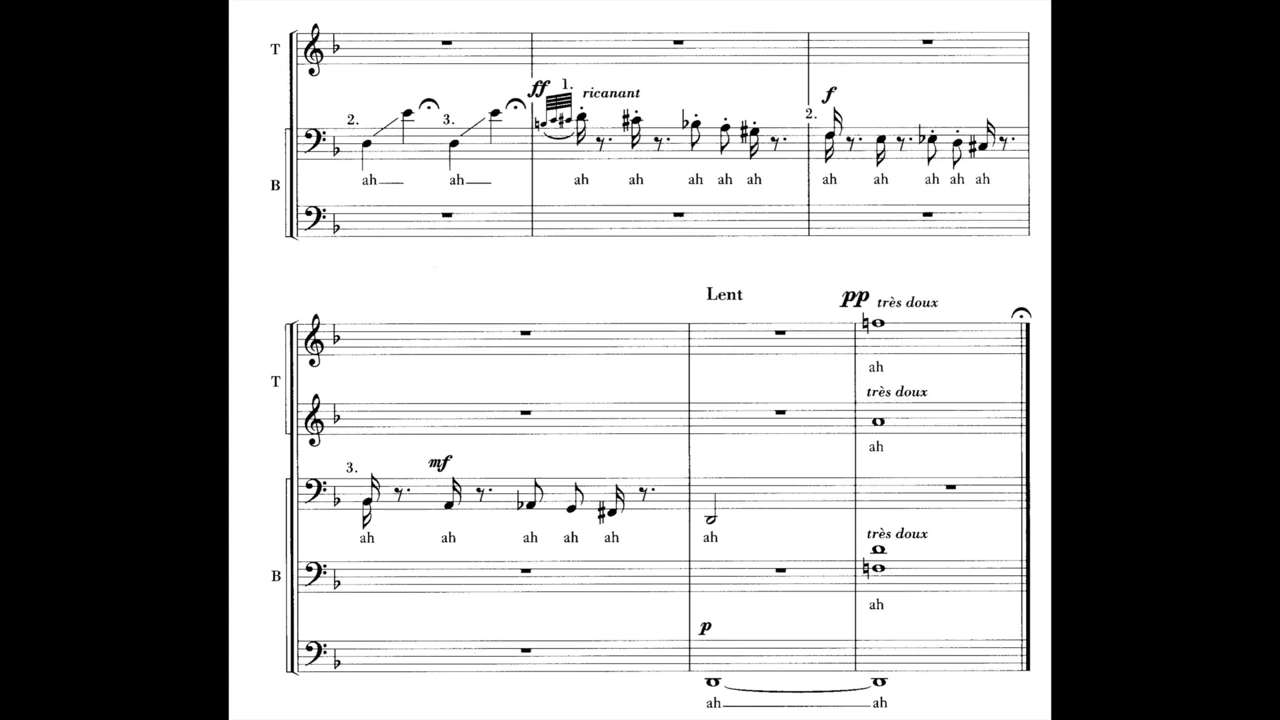 T
ff 1. ricanant
f
2. 3. 2.
ah ah ah ah ah ah ah ah ah ah ah ah
B
Lent pp très doux
ah
T
très doux
ah
3. mf
ah ah ah ah ah ah
très doux
B
ah
p
ah ah